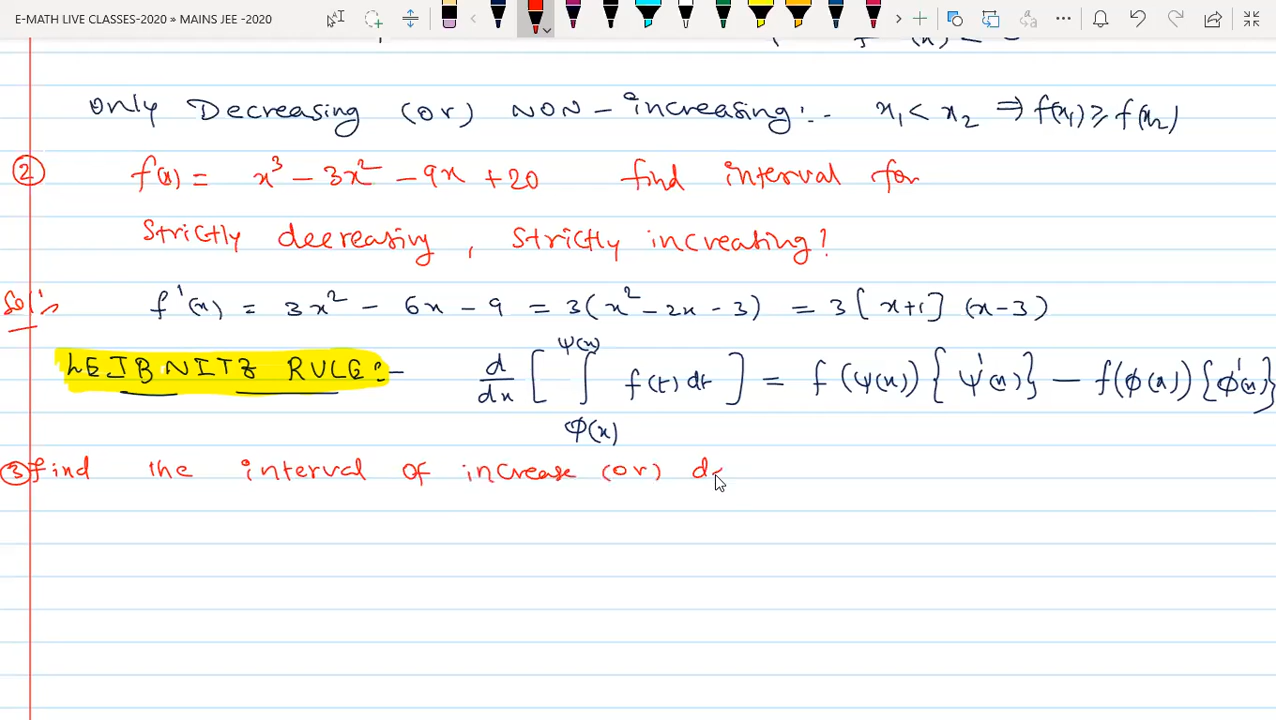 E-MATH LIVE CLASSES-2020 » MAINS JEE -2020
only Decreasing (or) NON-increasing:- x₁< x₂ ⇒ f(x₁)⩾f(x₂)
② f(x) = x³ - 3x² - 9x + 20 find interval for
Strictly decreasing, Strictly increasing?
Sol'n f'(x) = 3x² - 6x - 9 = 3(x² - 2x - 3) = 3[x+1] (x-3)
LEIBNITZ RULE:- d/dx [ ∫_{φ(x)}^{ψ(x)} f(t) dt ] = f(ψ(x)) {ψ'(x)} - f(φ(x)) {φ'(x)}
③ find the interval of increase (or) de